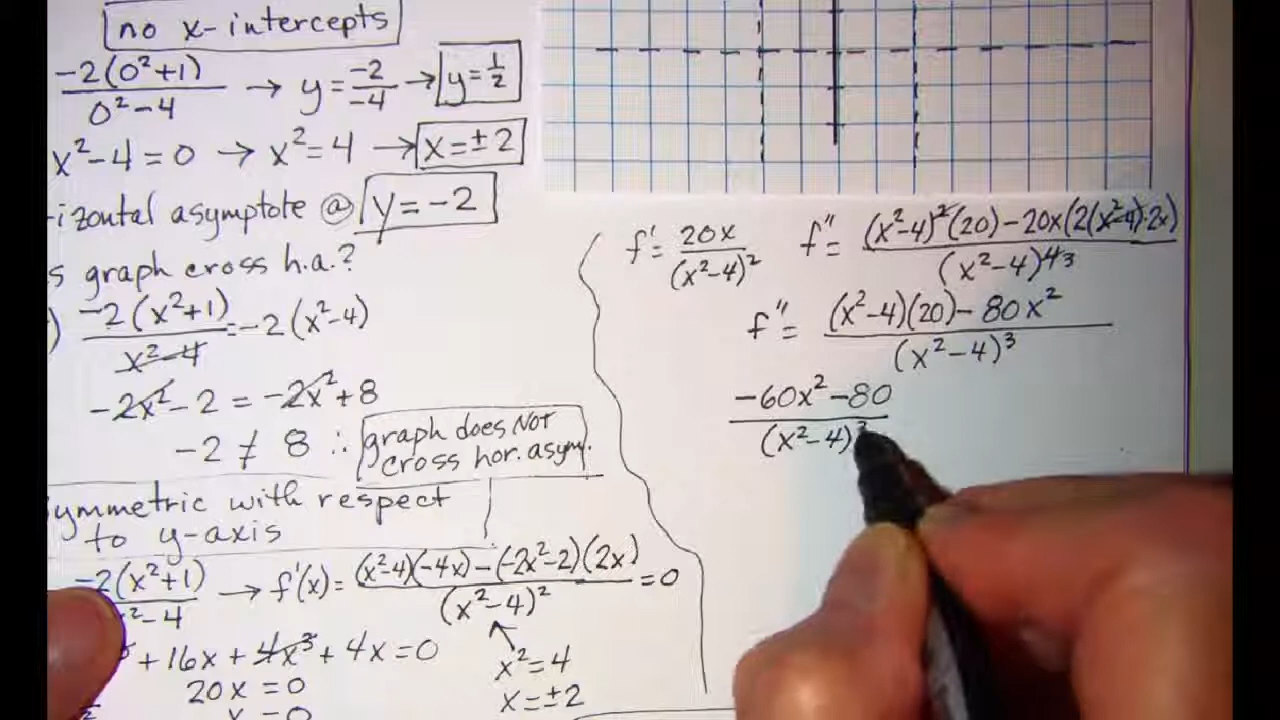 no x-intercepts
-2(0²+1)/0²-4 → y=-2/-4 → y=1/2
x²-4=0 → x²=4 → x=±2
izontal asymptote @ y=-2
s graph cross h.a.?
) -2(x²+1)/x²-4 = -2(x²-4)
-2x²-2 = -2x²+8
-2 ≠ 8 ∴ graph does Not
cross hor. asym.
ymmetric with respect
to y-axis
-2(x²+1)/x²-4 → f'(x)= (x²-4)(-4x)-(-2x²-2)(2x)/(x²-4)² =0
+16x+4x³+4x=0
x²=4
20x=0
x=±2
x=0
f'= 20x/(x²-4)² f"= (x²-4)²(20)-20x(2(x²-4)·2x)/(x²-4)⁴3
f"= (x²-4)(20)-80x²/(x²-4)³
-60x²-80/(x²-4)³